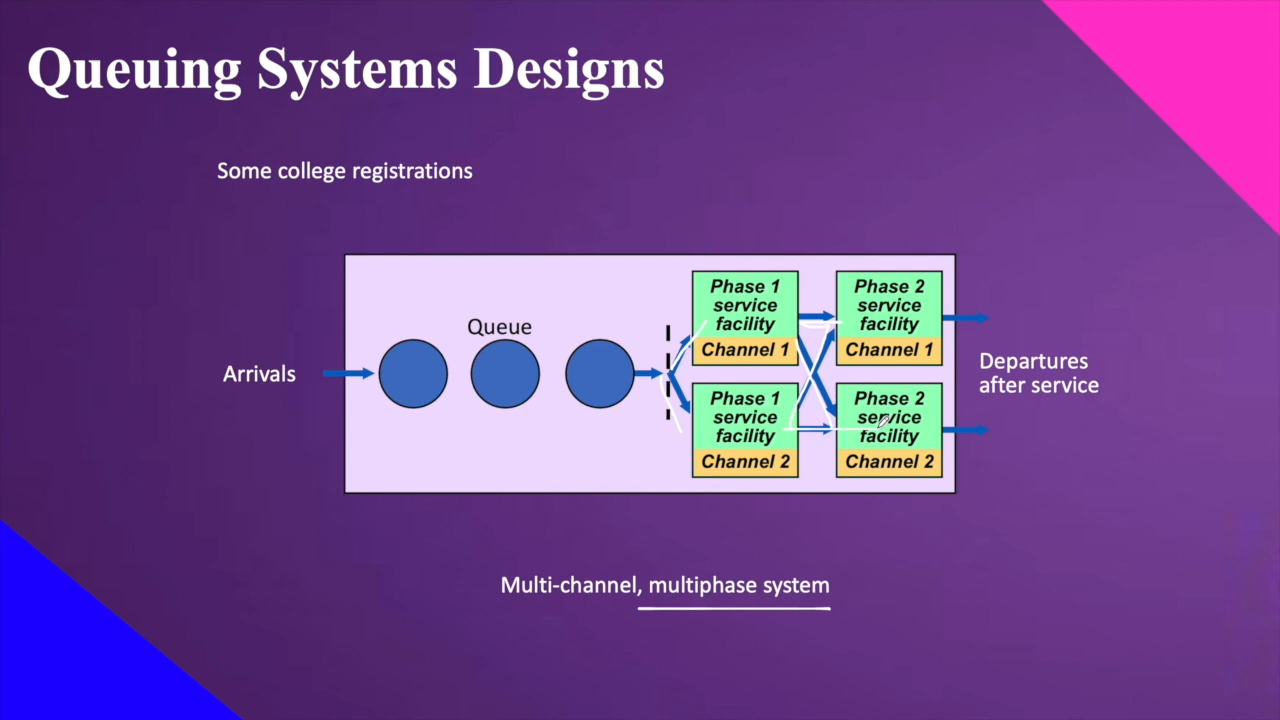 Queuing Systems Designs
Some college registrations
Queue
Arrivals
Phase 1
service
facility
Channel 1
Phase 2
service
facility
Channel 1
Phase 1
service
facility
Channel 2
Phase 2
service
facility
Channel 2
Departures
after service
Multi-channel, multiphase system